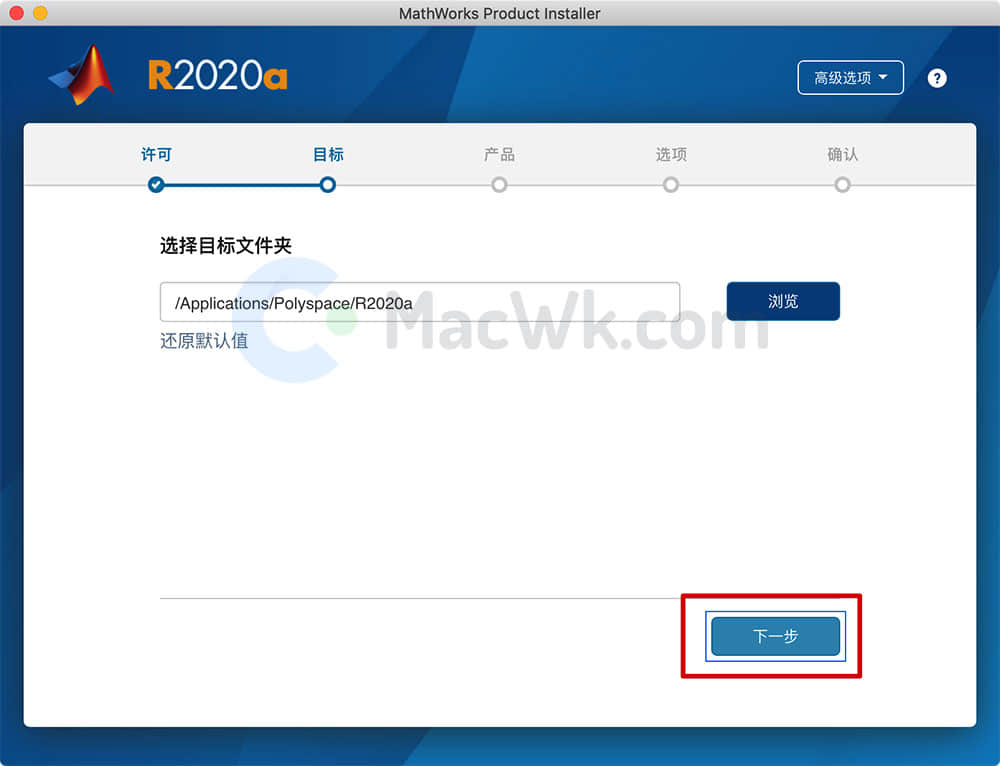 MathWorks Product Installer
R2020a
高级选项
?
许可
目标
产品
选项
确认
选择目标文件夹
/Applications/Polyspace/R2020a
浏览
还原默认值
MacWk.com
下一步